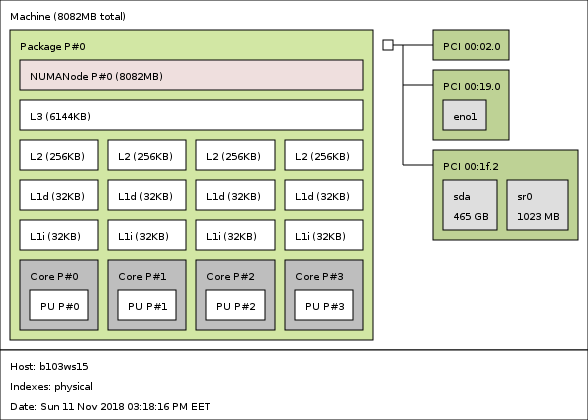 Machine (8082MB total)
Package P#0
NUMANode P#0 (8082MB)
L3 (6144KB)
L2 (256KB) L2 (256KB) L2 (256KB) L2 (256KB)
L1d (32KB) L1d (32KB) L1d (32KB) L1d (32KB)
L1i (32KB) L1i (32KB) L1i (32KB) L1i (32KB)
Core P#0 Core P#1 Core P#2 Core P#3
PU P#0 PU P#1 PU P#2 PU P#3
PCI 00:02.0
PCI 00:19.0
eno1
PCI 00:1f.2
sda sr0
465 GB 1023 MB
Host: b103ws15
Indexes: physical
Date: Sun 11 Nov 2018 03:18:16 PM EET